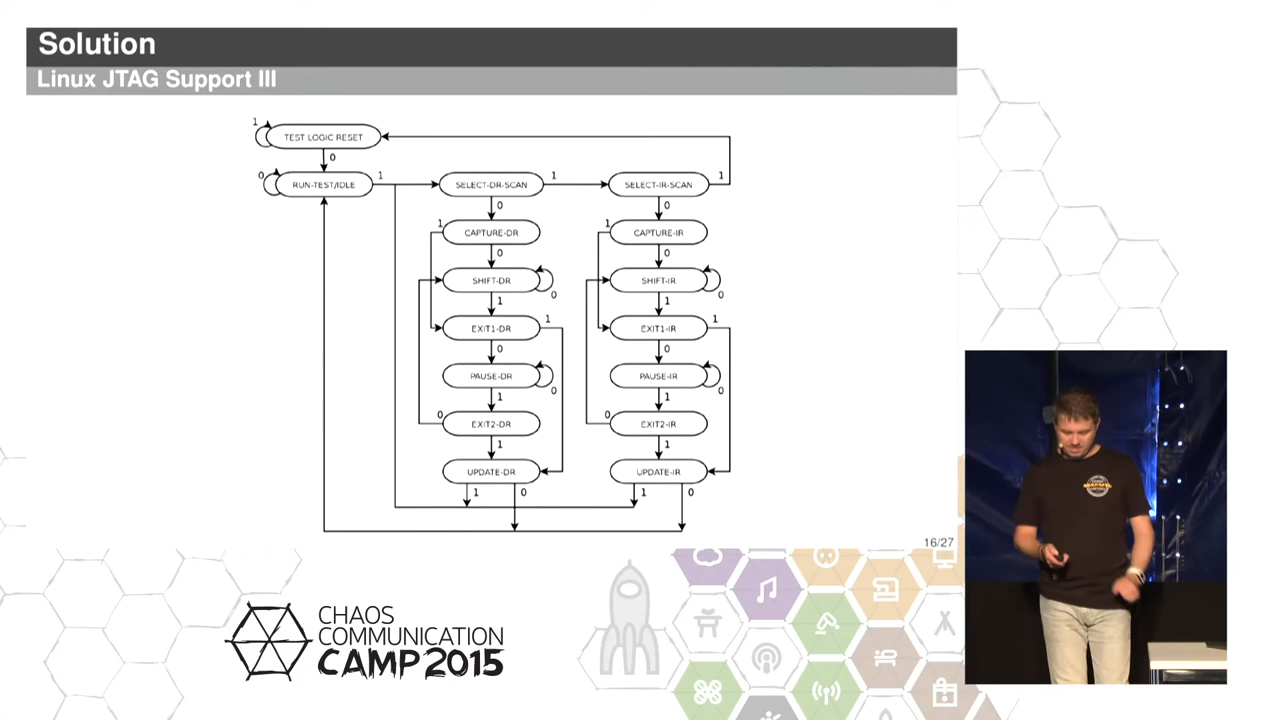 Solution
Linux JTAG Support III
1
TEST LOGIC RESET
0
0
RUN-TEST/IDLE
1
SELECT-DR-SCAN
1
SELECT-IR-SCAN
1
0
0
1
CAPTURE-DR
1
CAPTURE-IR
0
0
SHIFT-DR
0
SHIFT-IR
0
1
1
EXIT1-DR
1
EXIT1-IR
1
0
0
PAUSE-DR
0
PAUSE-IR
0
1
1
0
EXIT2-DR
0
EXIT2-IR
1
1
UPDATE-DR
UPDATE-IR
1
0
1
0
16/27
CHAOS
COMMUNICATION
CAMP 2015